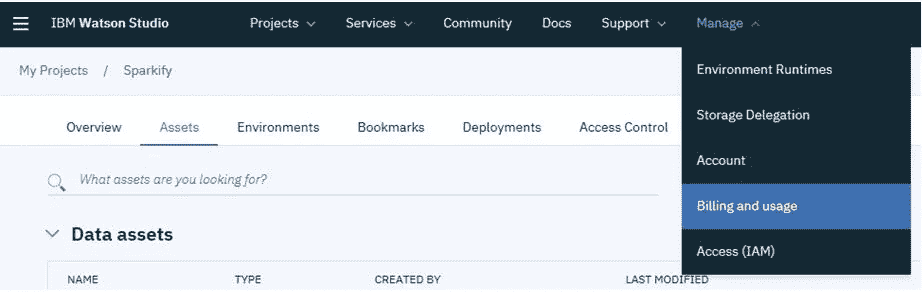 IBM Watson Studio Projects Services Community Docs Support Manage
My Projects / Sparkify
Environment Runtimes
Storage Delegation
Account
Billing and usage
Access (IAM)
Overview Assets Environments Bookmarks Deployments Access Control
What assets are you looking for?
Data assets
NAME TYPE CREATED BY LAST MODIFIED